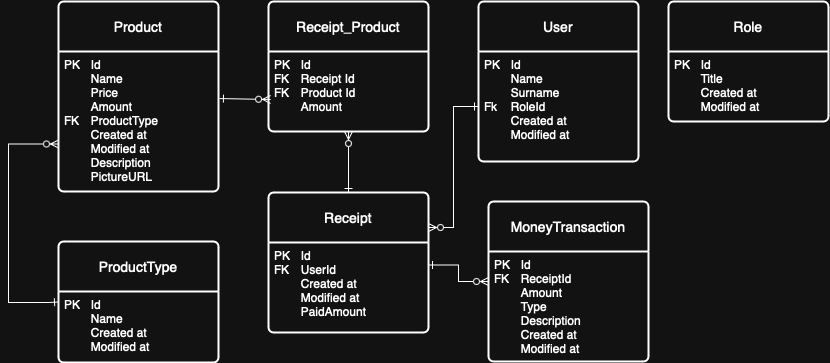 Product
PK Id
Name
Price
Amount
FK ProductType
Created at
Modified at
Description
PictureURL
Receipt_Product
PK Id
FK Receipt Id
FK Product Id
Amount
User
PK Id
Name
Surname
Fk RoleId
Created at
Modified at
Role
PK Id
Title
Created at
Modified at
ProductType
PK Id
Name
Created at
Modified at
Receipt
PK Id
FK UserId
Created at
Modified at
PaidAmount
MoneyTransaction
PK Id
FK ReceiptId
Amount
Type
Description
Created at
Modified at